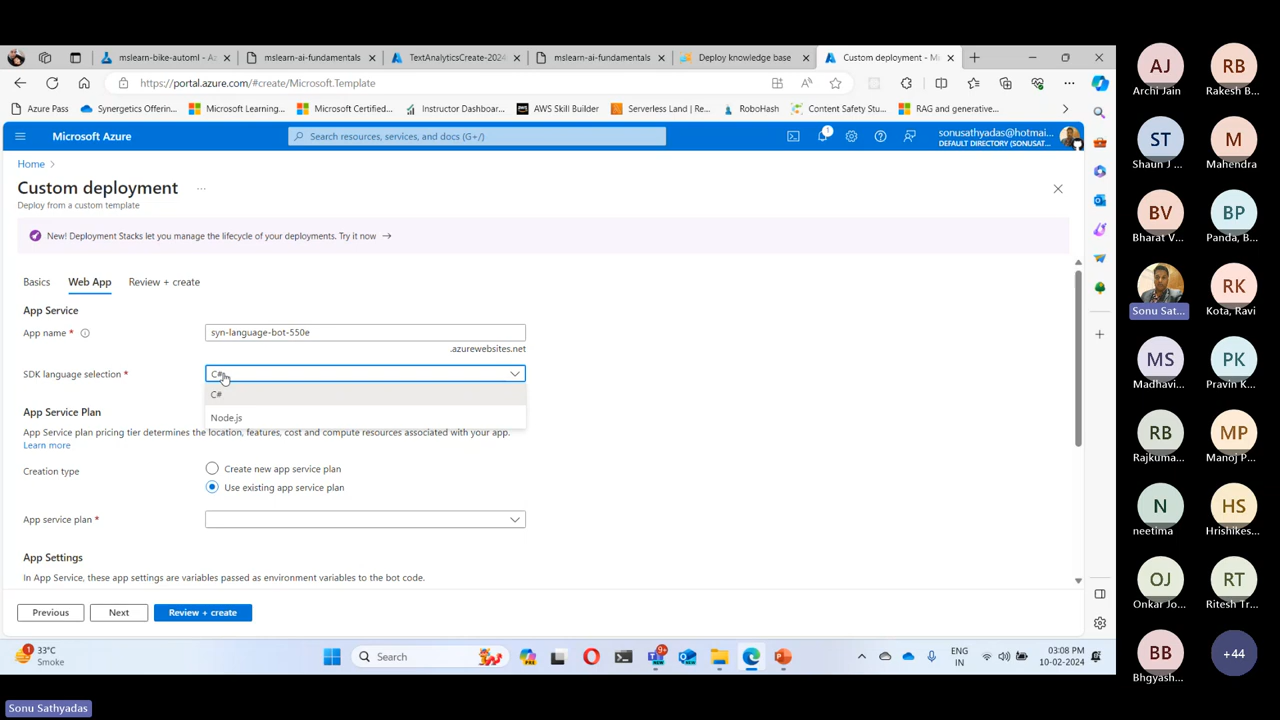 mslearn-bike-automl - Az
mslearn-ai-fundamentals
TextAnalyticsCreate-2024
mslearn-ai-fundamentals
Deploy knowledge base
Custom deployment - M
https://portal.azure.com/#create/Microsoft.Template
Azure Pass
Synergetics Offerin...
Microsoft Learning...
Microsoft Certified...
Instructor Dashboar...
AWS Skill Builder
Serverless Land | Re...
RoboHash
Content Safety Stu...
RAG and generative...
Microsoft Azure
Search resources, services, and docs (G+/)
1
sonusathyadas@hotmai...
DEFAULT DIRECTORY (SONUSAT...
Home
Custom deployment
...
Deploy from a custom template
New! Deployment Stacks let you manage the lifecycle of your deployments. Try it now →
Basics
Web App
Review + create
App Service
App name *
syn-language-bot-550e
.azurewebsites.net
SDK language selection *
C#
C#
Node.js
App Service Plan
App Service plan pricing tier determines the location, features, cost and compute resources associated with your app.
Learn more
Creation type
Create new app service plan
Use existing app service plan
App service plan *
App Settings
In App Service, these app settings are variables passed as environment variables to the bot code.
Previous
Next
Review + create
1
33°C
Smoke
Search
9+
ENG
IN
03:08 PM
10-02-2024
Sonu Sathyadas
AJ
Archi Jain
RB
Rakesh B...
ST
Shaun J ...
M
Mahendra
BV
Bharat V...
BP
Panda, B...
Sonu Sat...
RK
Kota, Ravi
MS
Madhavi...
PK
Pravin K...
RB
Rajkuma...
MP
Manoj P...
N
neetima
HS
Hrishikes...
OJ
Onkar Jo...
RT
Ritesh Tr...
BB
Bhgyash...
+44